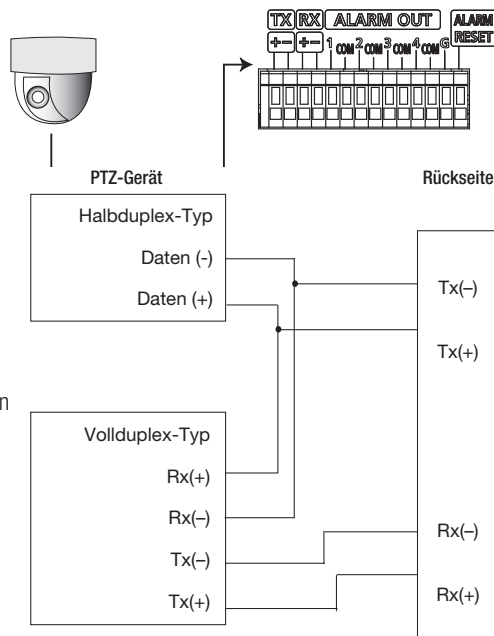 TX RX ALARM OUT ALARM RESET
+ − + − 1 COM 2 COM 3 COM 4 COM G
PTZ-Gerät
Rückseite
Halbduplex-Typ
Daten (-)
Daten (+)
Tx(–)
Tx(+)
n
Vollduplex-Typ
Rx(+)
Rx(–)
Tx(–)
Tx(+)
Rx(–)
Rx(+)